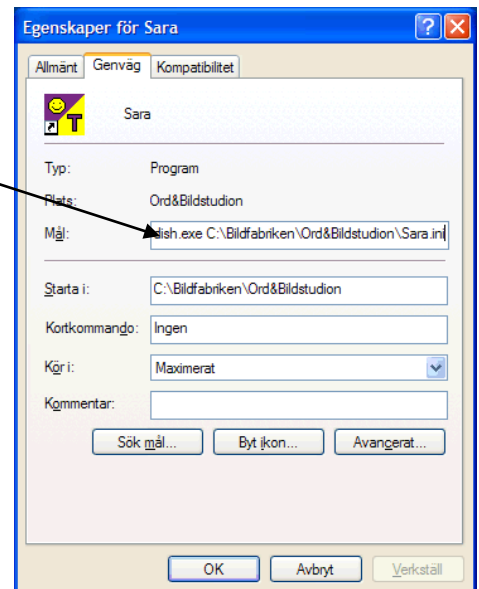 Egenskaper för Sara
Allmänt Genväg Kompatibilitet
T Sara
Typ: Program
Plats: Ord&Bildstudion
Mål: dish.exe C:\Bildfabriken\Ord&Bildstudion\Sara.ini
Starta i: C:\Bildfabriken\Ord&Bildstudion
Kortkommando: Ingen
Kör i: Maximerat
Kommentar:
Sök mål... Byt ikon... Avancerat...
OK Avbryt Verkställ